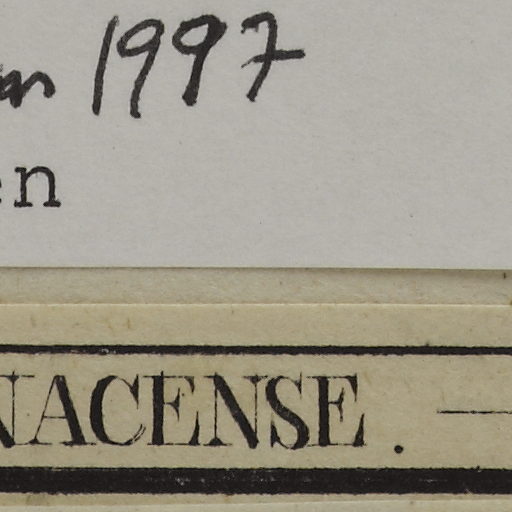 1997
en
NACENSE. —